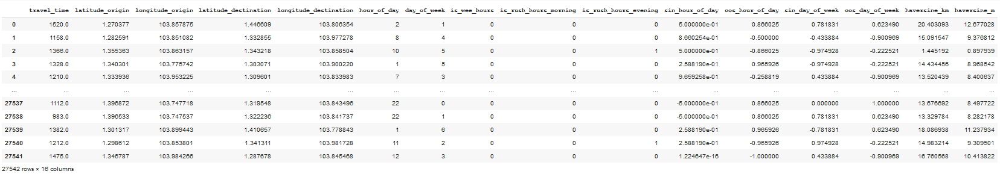 travel_time latitude_origin longitude_origin latitude_destination longitude_destination hour_of_day day_of_week is_wee_hours is_rush_hours_morning is_rush_hours_evening sin_hour_of_day cos_hour_of_day sin_day_of_week cos_day_of_week haversine_km haversine_m
0 1520.0 1.270377 103.857875 1.446609 103.806354 2 1 0 0 0 5.000000e-01 0.866025 0.781831 0.623490 20.403093 12.677028
1 1158.0 1.282591 103.851082 1.332855 103.977278 8 4 0 0 0 8.660254e-01 -0.500000 -0.433884 -0.900969 15.091547 9.376812
2 1366.0 1.355363 103.863157 1.343218 103.858504 10 5 0 0 1 5.000000e-01 -0.866025 -0.974928 -0.222521 1.445192 0.897939
3 1328.0 1.340301 103.775742 1.303071 103.900220 1 5 0 0 0 2.588190e-01 0.965926 -0.974928 -0.222521 14.434456 8.968542
4 1210.0 1.333936 103.953225 1.309601 103.833983 7 3 0 0 0 9.659258e-01 -0.258819 0.433884 -0.900969 13.520439 8.400637
... ... ... ... ... ... ... ... ... ... ... ... ... ... ... ... ...
27537 1112.0 1.396872 103.747718 1.319548 103.843496 22 0 0 0 0 -5.000000e-01 0.866025 0.000000 1.000000 13.676692 8.497722
27538 983.0 1.396533 103.747537 1.322236 103.841737 22 1 0 0 0 -5.000000e-01 0.866025 0.781831 0.623490 13.329784 8.282178
27539 1382.0 1.301317 103.899443 1.410657 103.778843 1 6 0 0 0 2.588190e-01 0.965926 -0.781831 0.623490 18.086938 11.237934
27540 1212.0 1.298612 103.853801 1.341311 103.981728 11 2 0 0 1 2.588190e-01 -0.965926 0.974928 -0.222521 14.983214 9.309501
27541 1475.0 1.346787 103.984266 1.287678 103.845468 12 3 0 0 0 1.224647e-16 -1.000000 0.433884 -0.900969 16.760568 10.413822
27542 rows × 16 columns